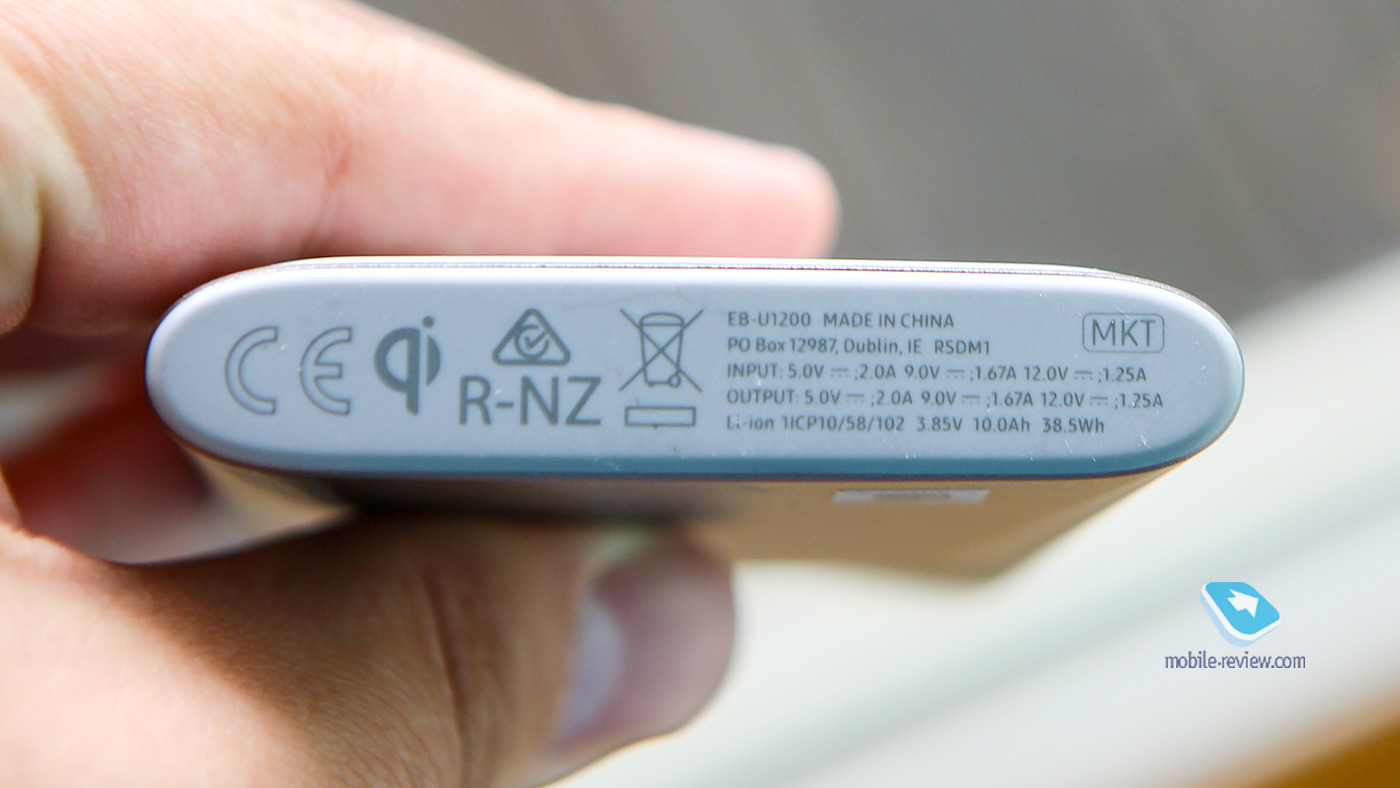 CE qi R-NZ
EB-U1200 MADE IN CHINA
MKT
PO Box 12987, Dublin, IE RSDM1
INPUT: 5.0V ⎓ ;2.0A 9.0V ⎓ ;1.67A 12.0V ⎓ ;1.25A
OUTPUT: 5.0V ⎓ ;2.0A 9.0V ⎓ ;1.67A 12.0V ⎓ ;1.25A
Li-ion 1ICP10/58/102 3.85V 10.0Ah 38.5Wh
mobile-review.com